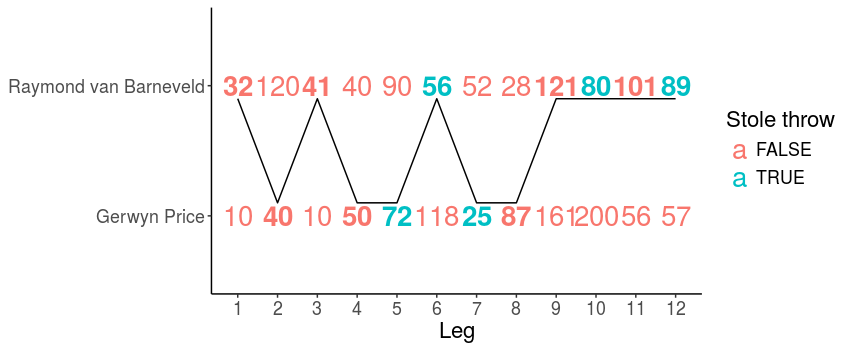 Raymond van Barneveld 32 120 41 40 90 56 52 28 121 80 101 89
Gerwyn Price 10 40 10 50 72 118 25 87 161 200 56 57
1 2 3 4 5 6 7 8 9 10 11 12
Leg
Stole throw
a FALSE
a TRUE